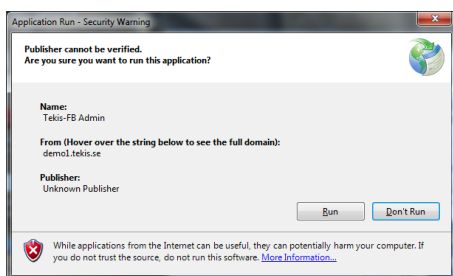 Application Run - Security Warning
Publisher cannot be verified.
Are you sure you want to run this application?
Name:
Tekis-FB Admin
From (Hover over the string below to see the full domain):
demo1.tekis.se
Publisher:
Unknown Publisher
Run
Don't Run
While applications from the Internet can be useful, they can potentially harm your computer. If
you do not trust the source, do not run this software. More Information...